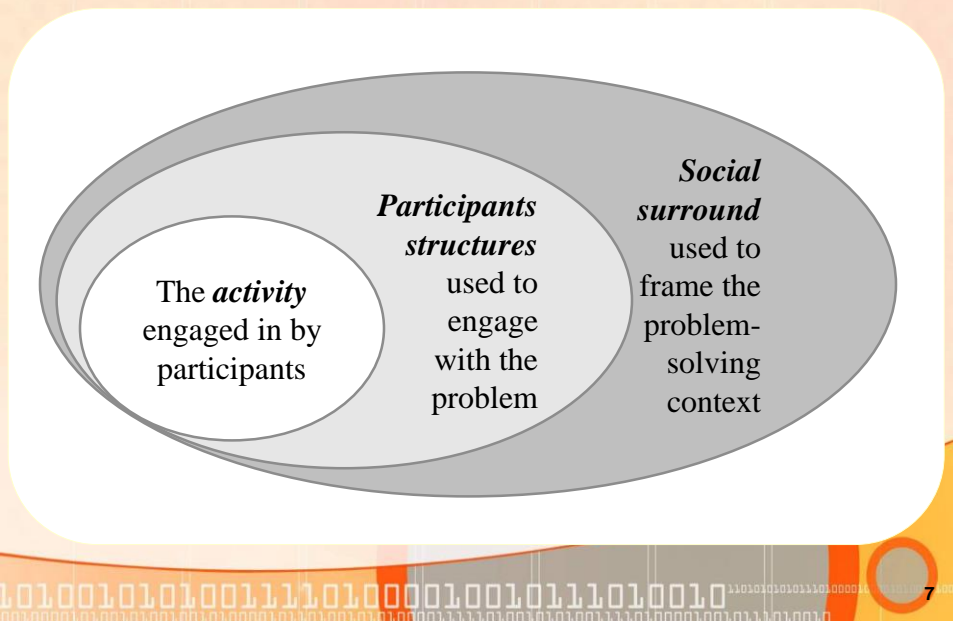 The activity
engaged in by
participants
Participants
structures
used to
engage
with the
problem
Social
surround
used to
frame the
problem-
solving
context
7